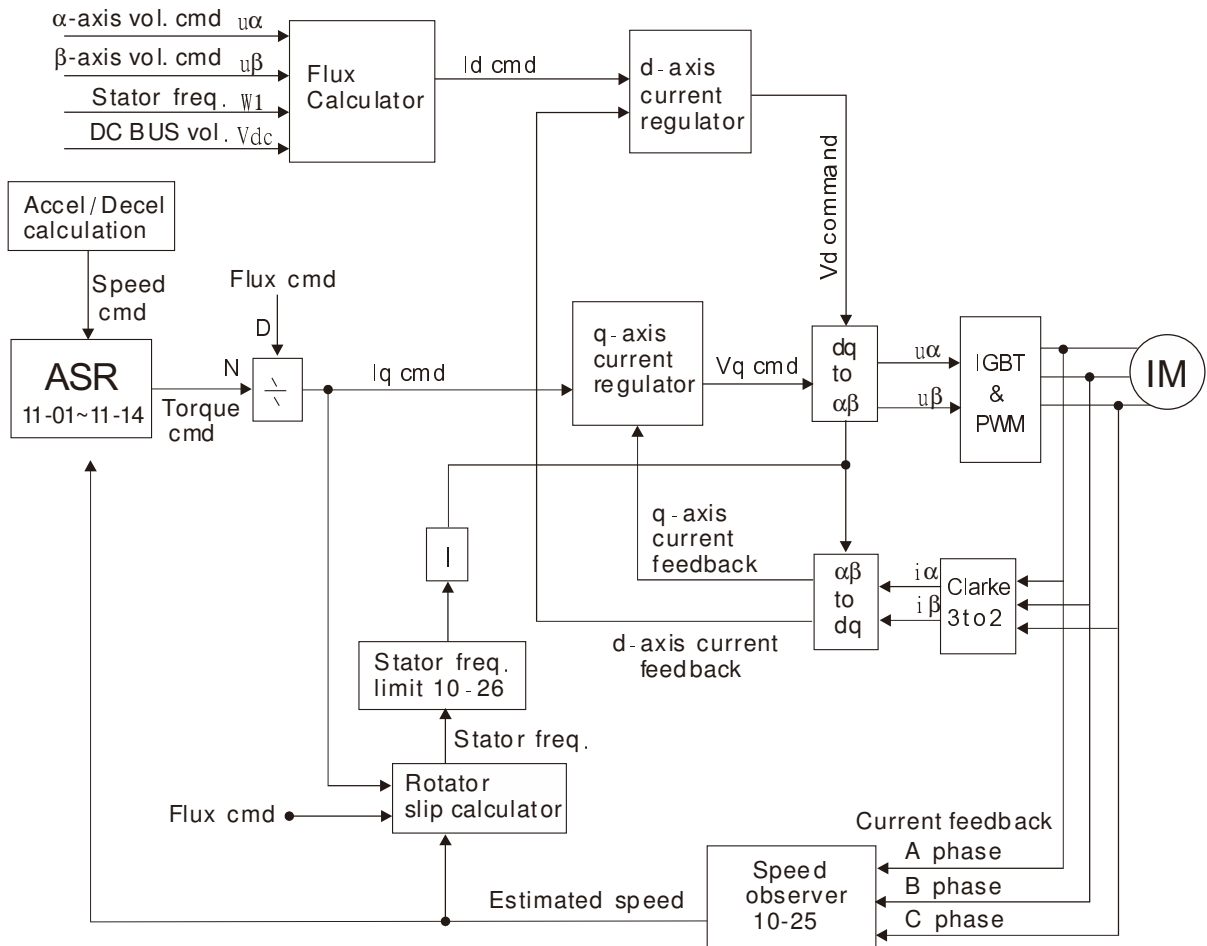 α-axis vol. cmd uα
β-axis vol. cmd uβ
Stator freq. W1
DC BUS vol. Vdc
Flux
Calculator
Id cmd
d-axis
current
regulator
Vd command
Accel/Decel
calculation
Speed
cmd
ASR
11-01~11-14
N
Torque
cmd
Flux cmd
D
÷
Iq cmd
q-axis
current
regulator
Vq cmd
dq
to
αβ
uα
uβ
IGBT
&
PWM
IM
I
q-axis
current
feedback
αβ
to
dq
iα
iβ
Clarke
3to2
d-axis current
feedback
Stator freq.
limit 10-26
Stator freq.
Rotator
slip calculator
Flux cmd
Estimated speed
Speed
observer
10-25
Current feedback
A phase
B phase
C phase